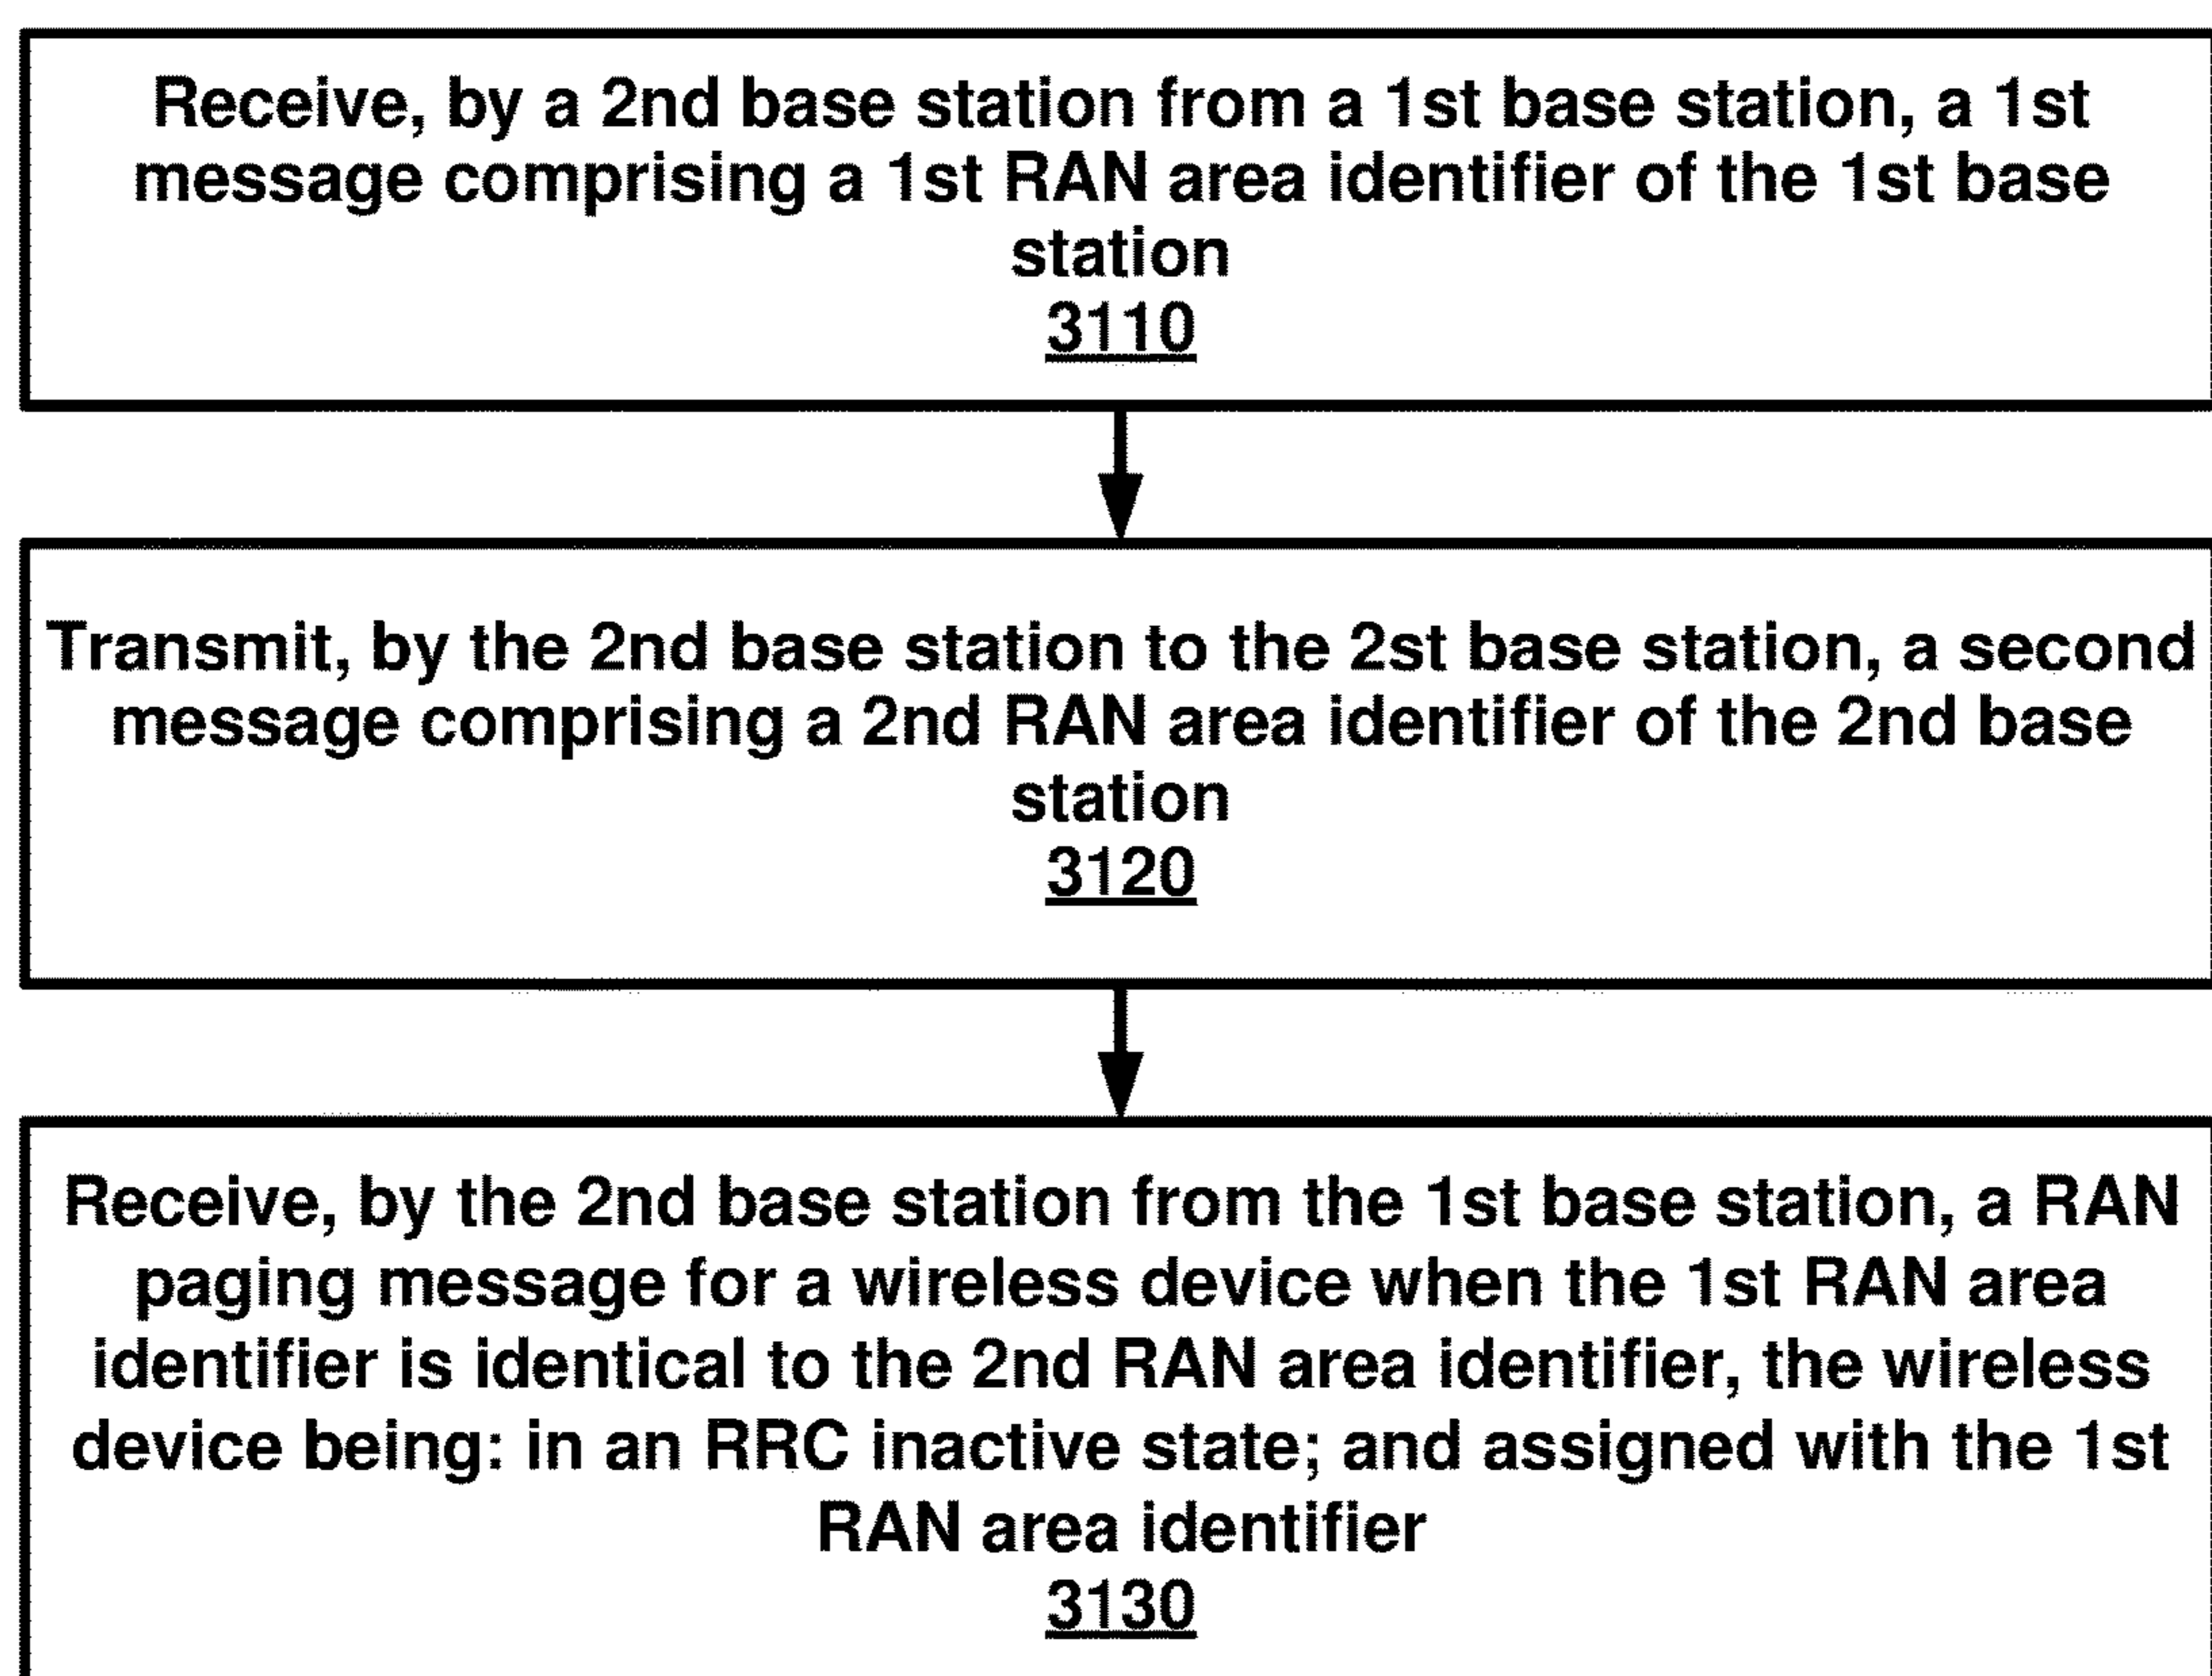 Receive, by a 2nd base station from a 1st base station, a 1st
message comprising a 1st RAN area identifier of the 1st base
station
3110
Transmit, by the 2nd base station to the 2st base station, a second
message comprising a 2nd RAN area identifier of the 2nd base
station
3120
Receive, by the 2nd base station from the 1st base station, a RAN
paging message for a wireless device when the 1st RAN area
identifier is identical to the 2nd RAN area identifier, the wireless
device being: in an RRC inactive state; and assigned with the 1st
RAN area identifier
3130